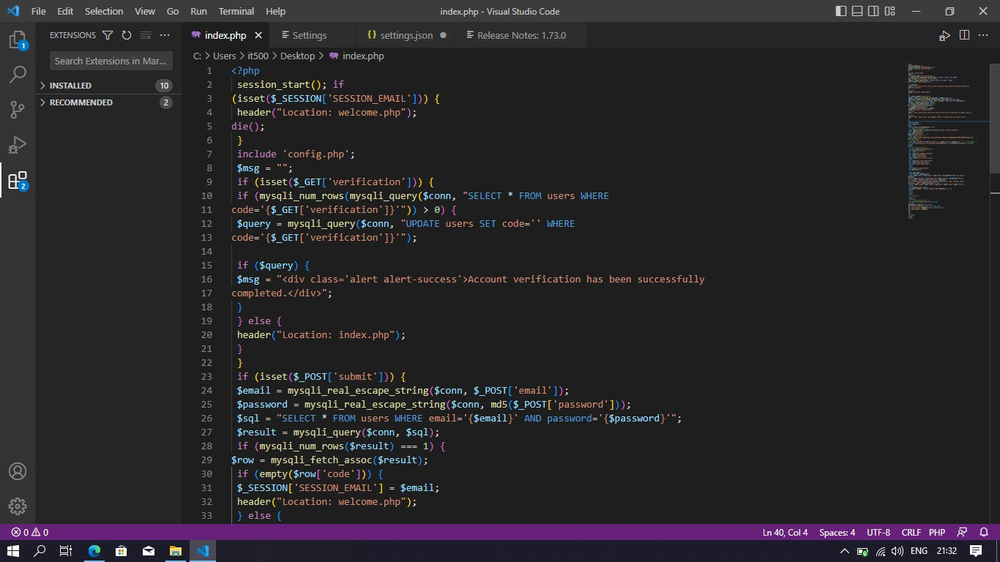 File Edit Selection View Go Run Terminal Help
index.php - Visual Studio Code
EXTENSIONS
index.php
Settings
{} settings.json
Release Notes: 1.73.0
C: > Users > it500 > Desktop > index.php
Search Extensions in Mar...
INSTALLED 10
RECOMMENDED 2
1
2
1 <?php
2 session_start(); if
3 (isset($_SESSION['SESSION_EMAIL'])) {
4 header("Location: welcome.php");
5 die();
6 }
7 include 'config.php';
8 $msg = "";
9 if (isset($_GET['verification'])) {
10 if (mysqli_num_rows(mysqli_query($conn, "SELECT * FROM users WHERE
11 code='{$_GET['verification']}'")) > 0) {
12 $query = mysqli_query($conn, "UPDATE users SET code='' WHERE
13 code='{$_GET['verification']}'");
14
15 if ($query) {
16 $msg = "<div class='alert alert-success'>Account verification has been successfully
17 completed.</div>";
18 }
19 } else {
20 header("Location: index.php");
21 }
22 }
23 if (isset($_POST['submit'])) {
24 $email = mysqli_real_escape_string($conn, $_POST['email']);
25 $password = mysqli_real_escape_string($conn, md5($_POST['password']));
26 $sql = "SELECT * FROM users WHERE email='{$email}' AND password='{$password}'";
27 $result = mysqli_query($conn, $sql);
28 if (mysqli_num_rows($result) === 1) {
29 $row = mysqli_fetch_assoc($result);
30 if (empty($row['code'])) {
31 $_SESSION['SESSION_EMAIL'] = $email;
32 header("Location: welcome.php");
33 } else {
0 0
Ln 40, Col 4 Spaces: 4 UTF-8 CRLF PHP
ENG 21:32